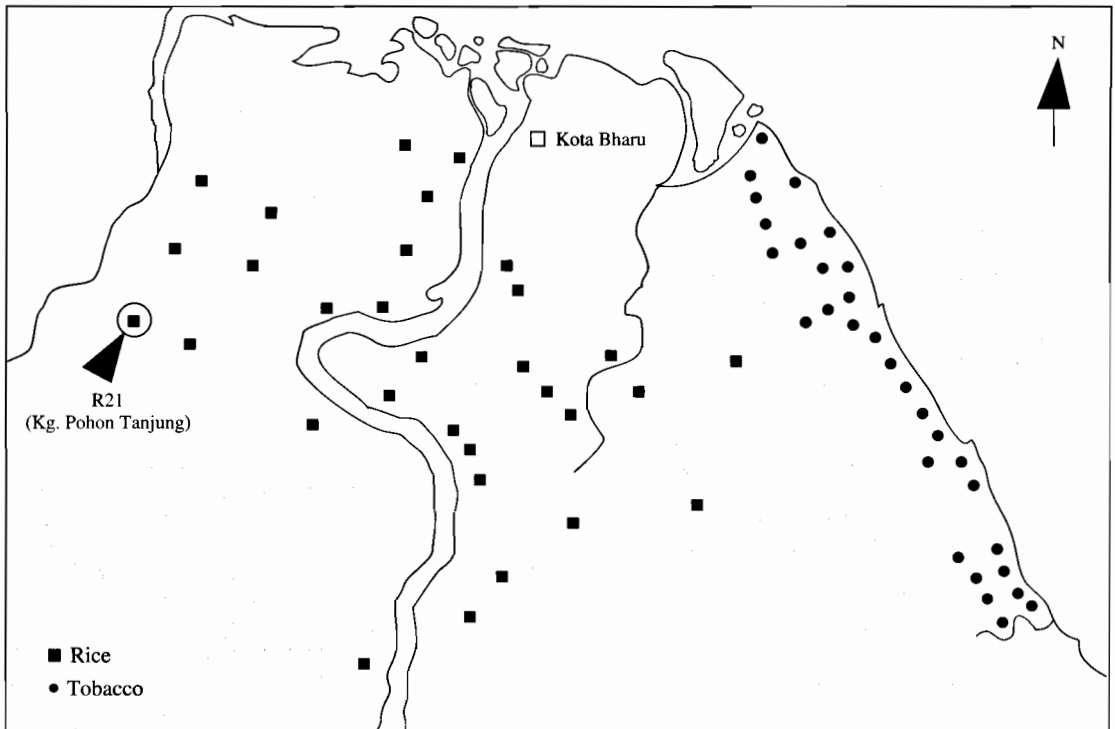 N
Kota Bharu
R21
(Kg. Pohon Tanjung)
Rice
Tobacco